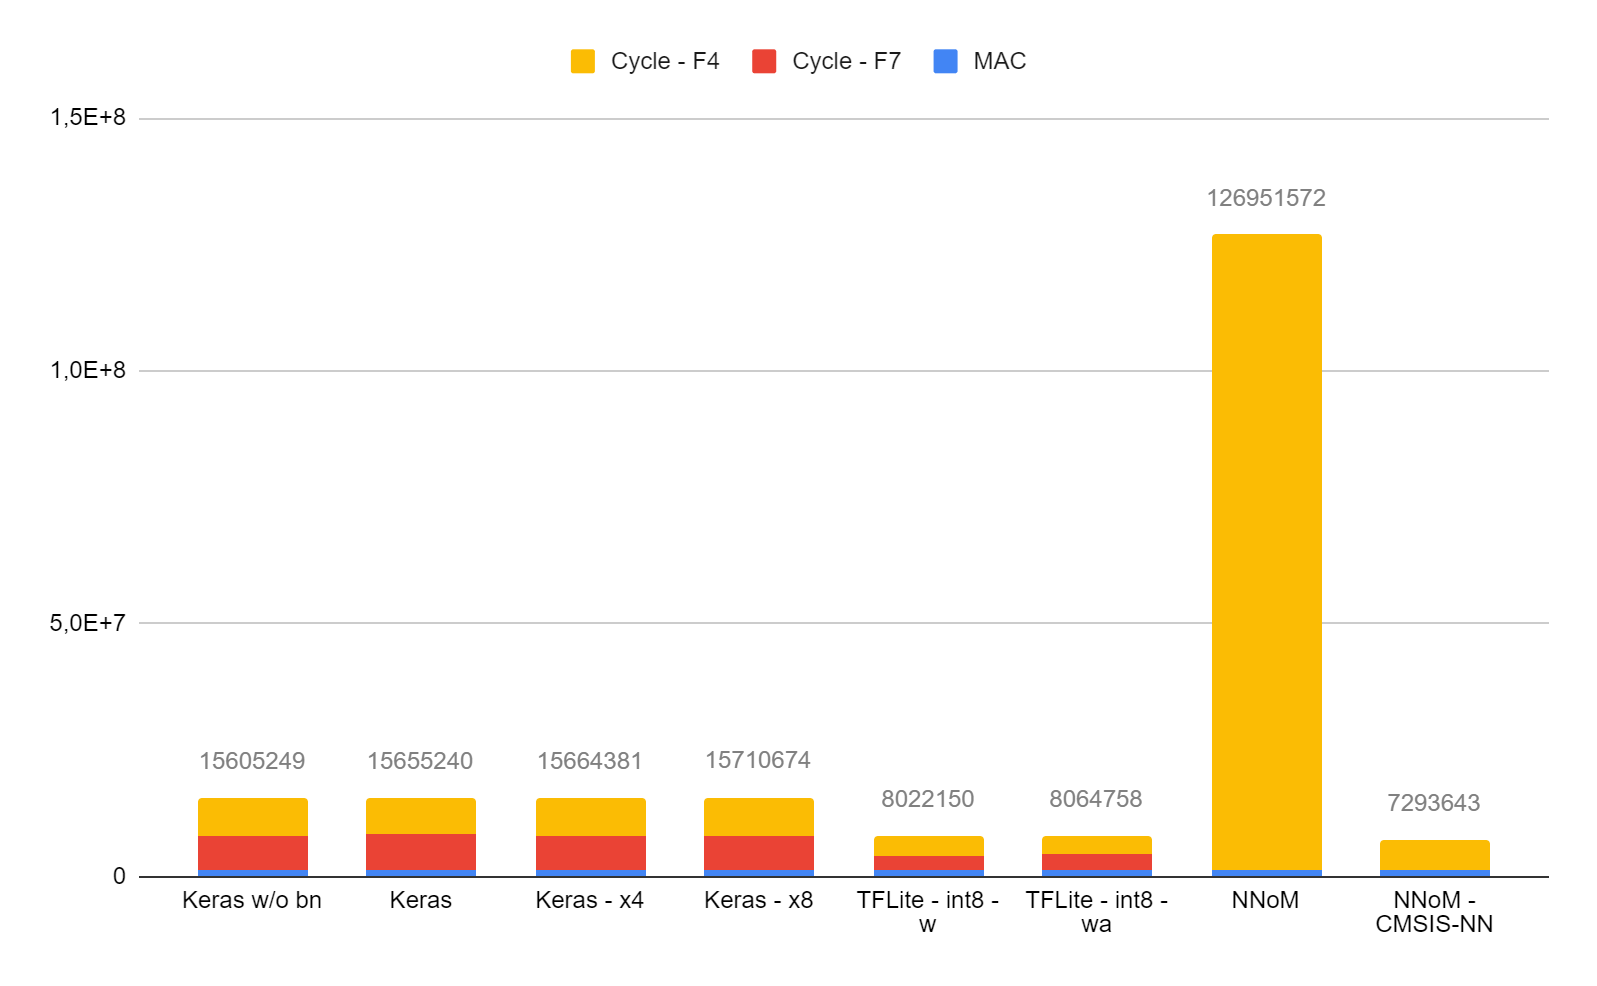 Cycle - F4 Cycle - F7 MAC
1,5E+8
126951572
1,0E+8
5,0E+7
15605249 15655240 15664381 15710674
8022150 8064758 7293643
0
Keras w/o bn Keras Keras - x4 Keras - x8 TFLite - int8 - TFLite - int8 - NNoM NNoM -
w wa CMSIS-NN